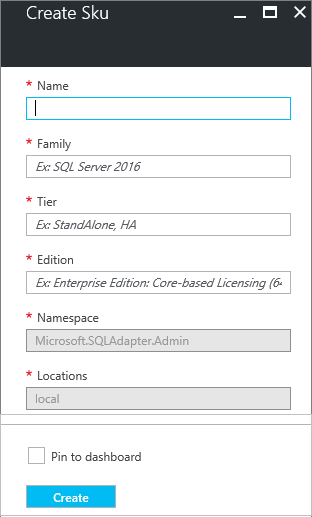 Create Sku
* Name
* Family
Ex: SQL Server 2016
* Tier
Ex: StandAlone, HA
* Edition
Ex: Enterprise Edition: Core-based Licensing (64
* Namespace
Microsoft.SQLAdapter.Admin
* Locations
local
Pin to dashboard
Create